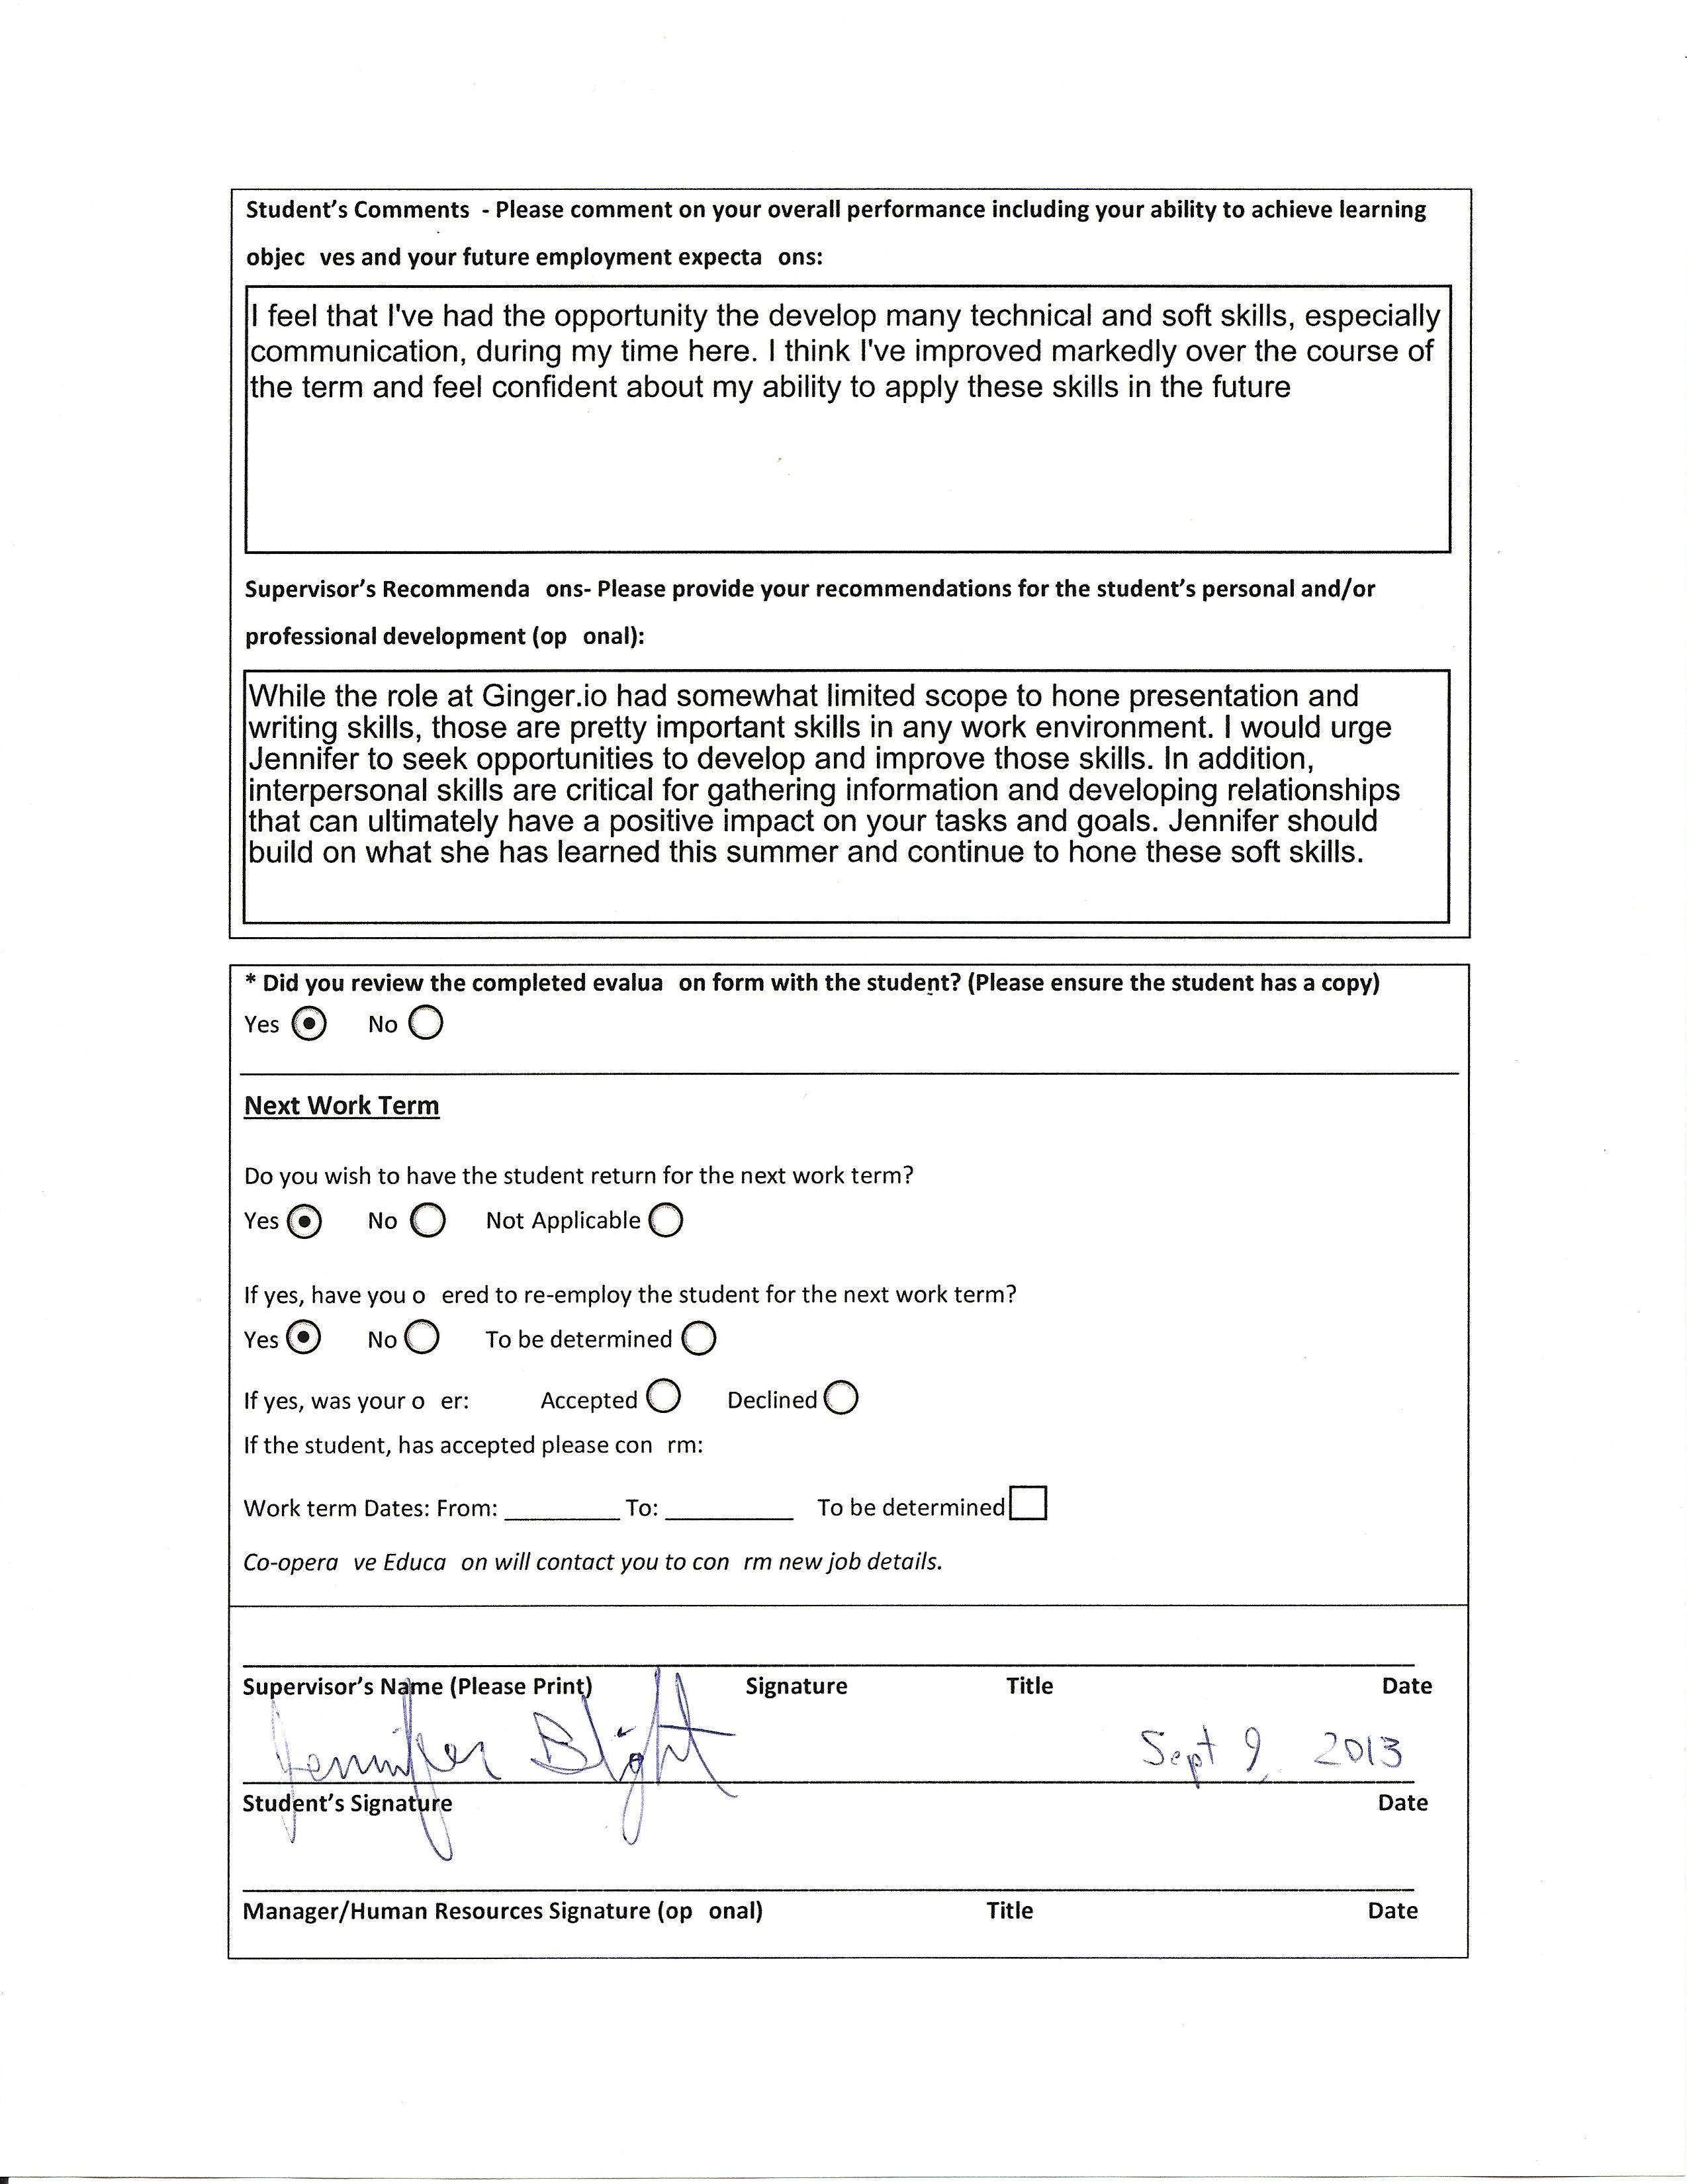 Student's Comments - Please comment on your overall performance including your ability to achieve learning
objec ves and your future employment expecta ons:
I feel that I've had the opportunity the develop many technical and soft skills, especially
communication, during my time here. I think I've improved markedly over the course of
the term and feel confident about my ability to apply these skills in the future
Supervisor's Recommenda ons- Please provide your recommendations for the student's personal and/or
professional development (op onal):
While the role at Ginger.io had somewhat limited scope to hone presentation and
writing skills, those are pretty important skills in any work environment. I would urge
Jennifer to seek opportunities to develop and improve those skills. In addition,
interpersonal skills are critical for gathering information and developing relationships
that can ultimately have a positive impact on your tasks and goals. Jennifer should
build on what she has learned this summer and continue to hone these soft skills.
* Did you review the completed evalua on form with the student? (Please ensure the student has a copy)
Yes No
Next Work Term
Do you wish to have the student return for the next work term?
Yes No Not Applicable
If yes, have you o ered to re-employ the student for the next work term?
Yes No To be determined
If yes, was your o er: Accepted Declined
If the student, has accepted please con rm:
Work term Dates: From: ________ To: ________ To be determined
Co-opera ve Educa on will contact you to con rm new job details.
Supervisor's Name (Please Print) Signature Title Date
Jennifer Blight Sept 9, 2013
Student's Signature Date
Manager/Human Resources Signature (op onal) Title Date